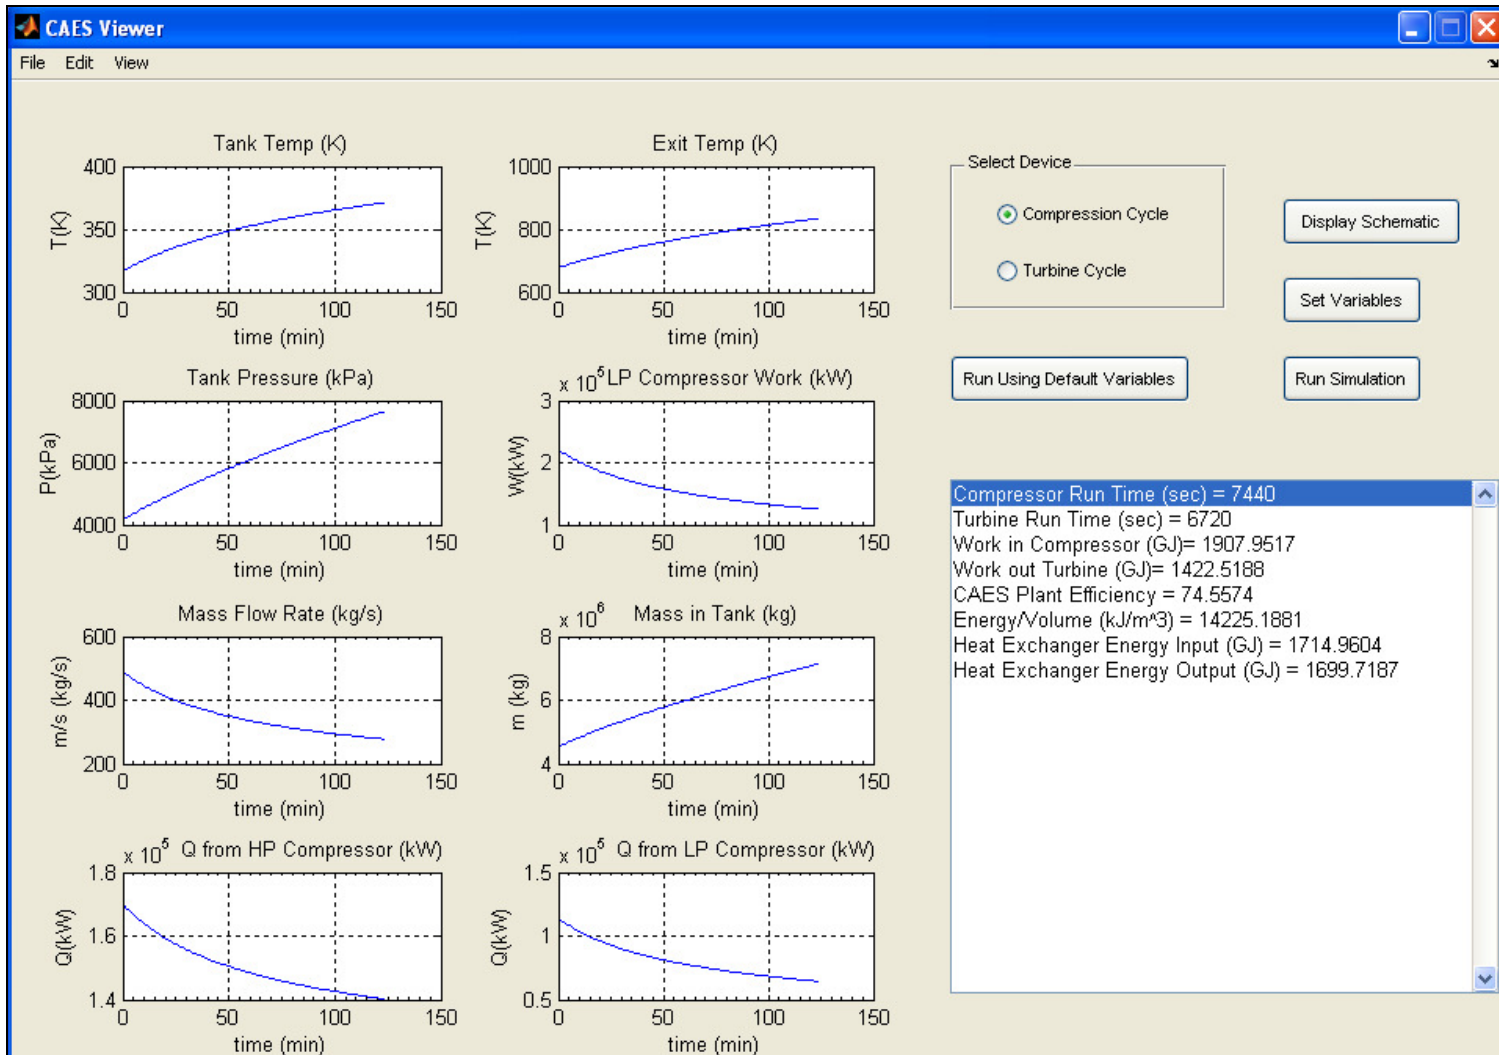 CAES Viewer
File Edit View
Tank Temp (K)
400
350
300
T(K)
0 50 100 150
time (min)
Exit Temp (K)
1000
800
600
T(K)
0 50 100 150
time (min)
Tank Pressure (kPa)
8000
6000
4000
P(kPa)
0 50 100 150
time (min)
x 10^5 LP Compressor Work (kW)
3
2
1
W(kW)
0 50 100 150
time (min)
Mass Flow Rate (kg/s)
600
400
200
m/s (kg/s)
0 50 100 150
time (min)
x 10^6 Mass in Tank (kg)
8
6
4
m (kg)
0 50 100 150
time (min)
x 10^5 Q from HP Compressor (kW)
1.8
1.6
1.4
Q(kW)
0 50 100 150
time (min)
x 10^5 Q from LP Compressor (kW)
1.5
1
0.5
Q(kW)
0 50 100 150
time (min)
Select Device
Compression Cycle
Turbine Cycle
Display Schematic
Set Variables
Run Using Default Variables
Run Simulation
Compressor Run Time (sec) = 7440
Turbine Run Time (sec) = 6720
Work in Compressor (GJ)= 1907.9517
Work out Turbine (GJ)= 1422.5188
CAES Plant Efficiency = 74.5574
Energy/Volume (kJ/m^3) = 14225.1881
Heat Exchanger Energy Input (GJ) = 1714.9604
Heat Exchanger Energy Output (GJ) = 1699.7187